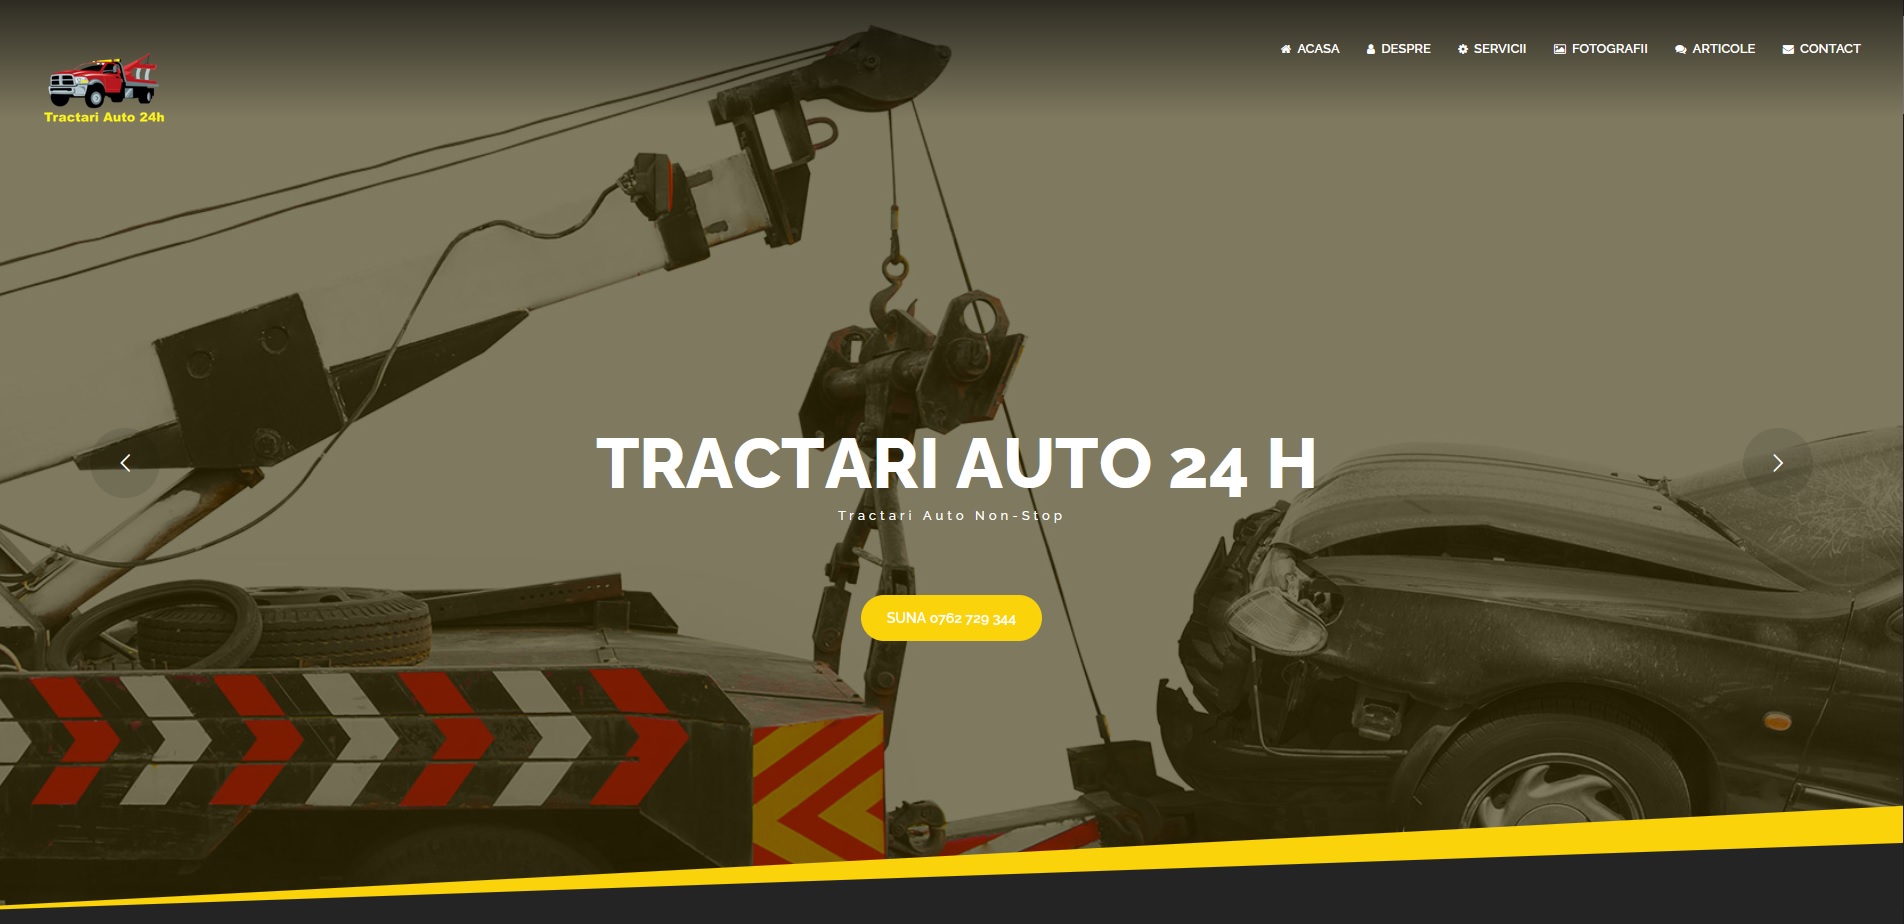 Tractari Auto 24h
ACASA
DESPRE
SERVICII
FOTOGRAFII
ARTICOLE
CONTACT
TRACTARI AUTO 24 H
Tractari Auto Non-Stop
SUNA 0762 729 344